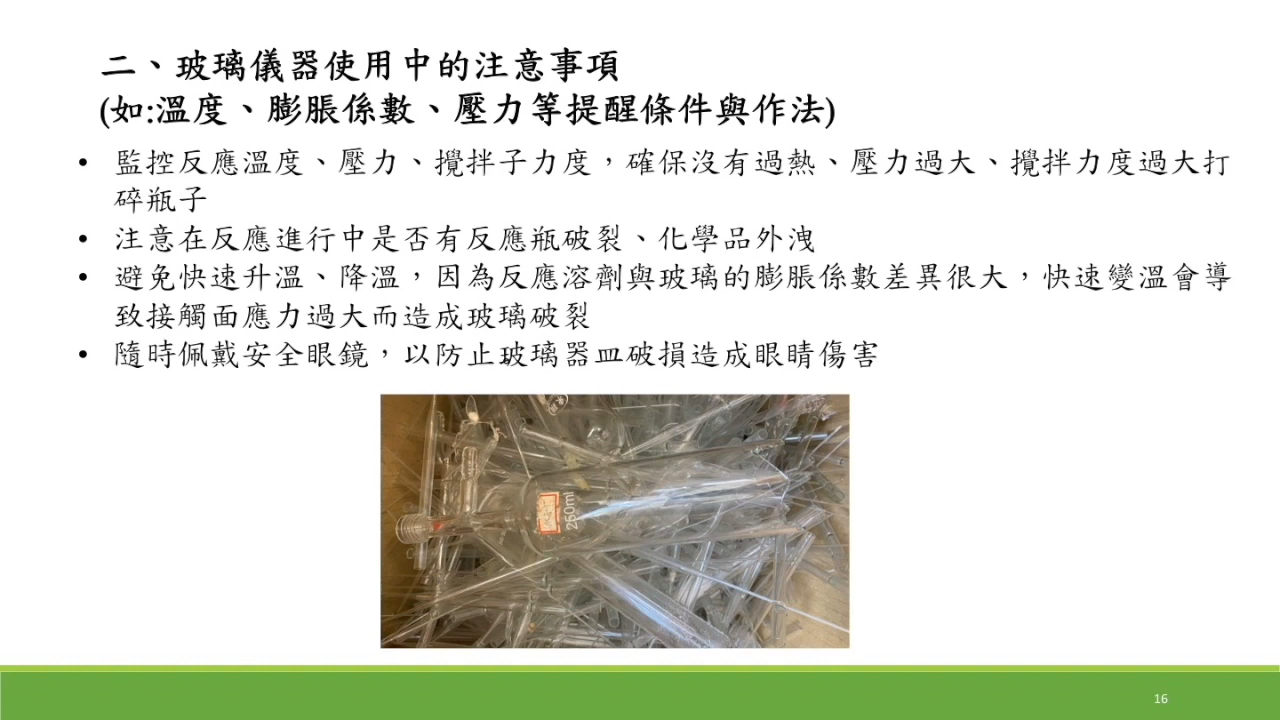 二、玻璃儀器使用中的注意事項
(如:溫度、膨脹係數、壓力等提醒條件與作法)
• 監控反應溫度、壓力、攪拌子力度，確保沒有過熱、壓力過大、攪拌力度過大打
碎瓶子
• 注意在反應進行中是否有反應瓶破裂、化學品外洩
• 避免快速升溫、降溫，因為反應溶劑與玻璃的膨脹係數差異很大，快速變溫會導
致接觸面應力過大而造成玻璃破裂
• 隨時佩戴安全眼鏡，以防止玻璃器皿破損造成眼睛傷害
250ml
16